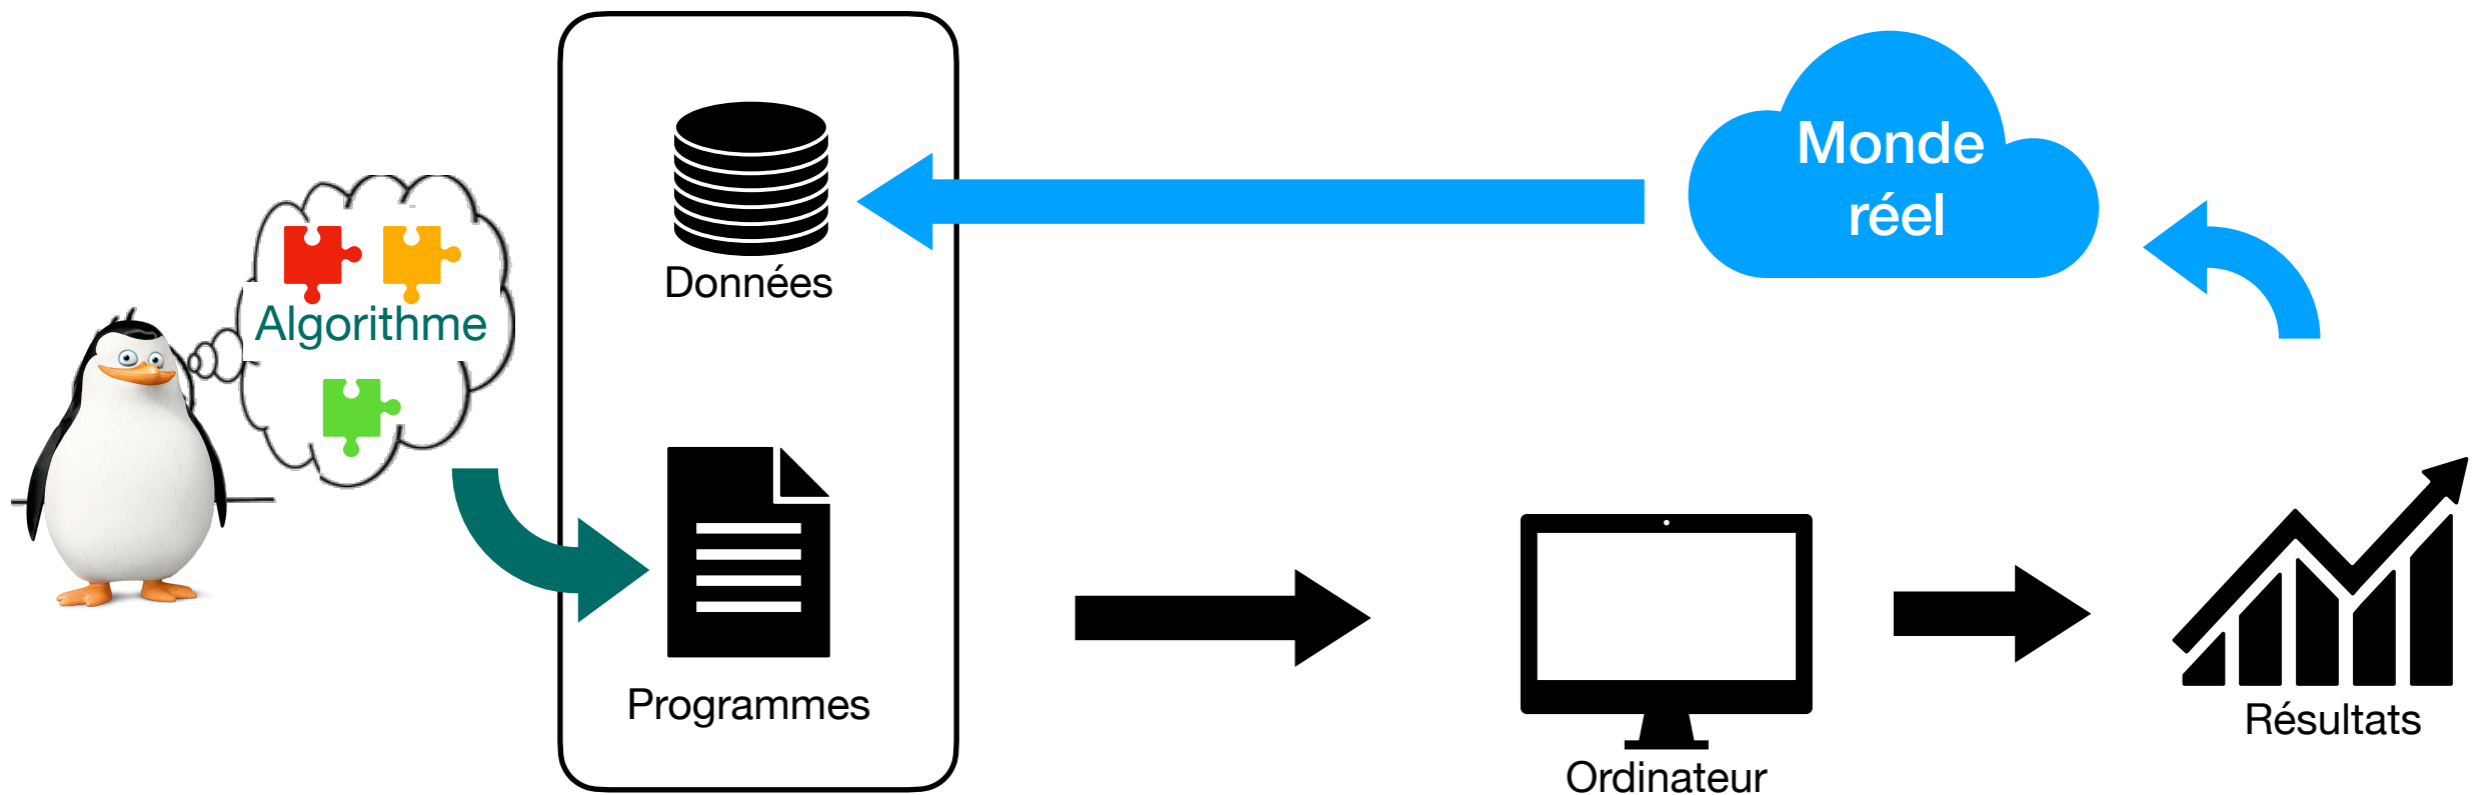 Monde
réel
Données
Algorithme
Programmes
Ordinateur
Résultats